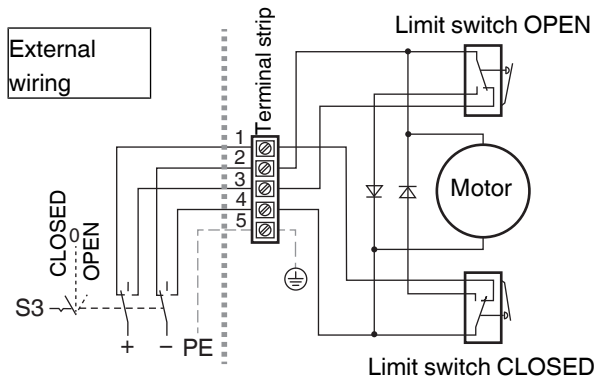 Limit switch OPEN
External
wiring
Terminal strip
1
2
3
4
5
Motor
CLOSED
0
OPEN
S3
+
–
PE
Limit switch CLOSED